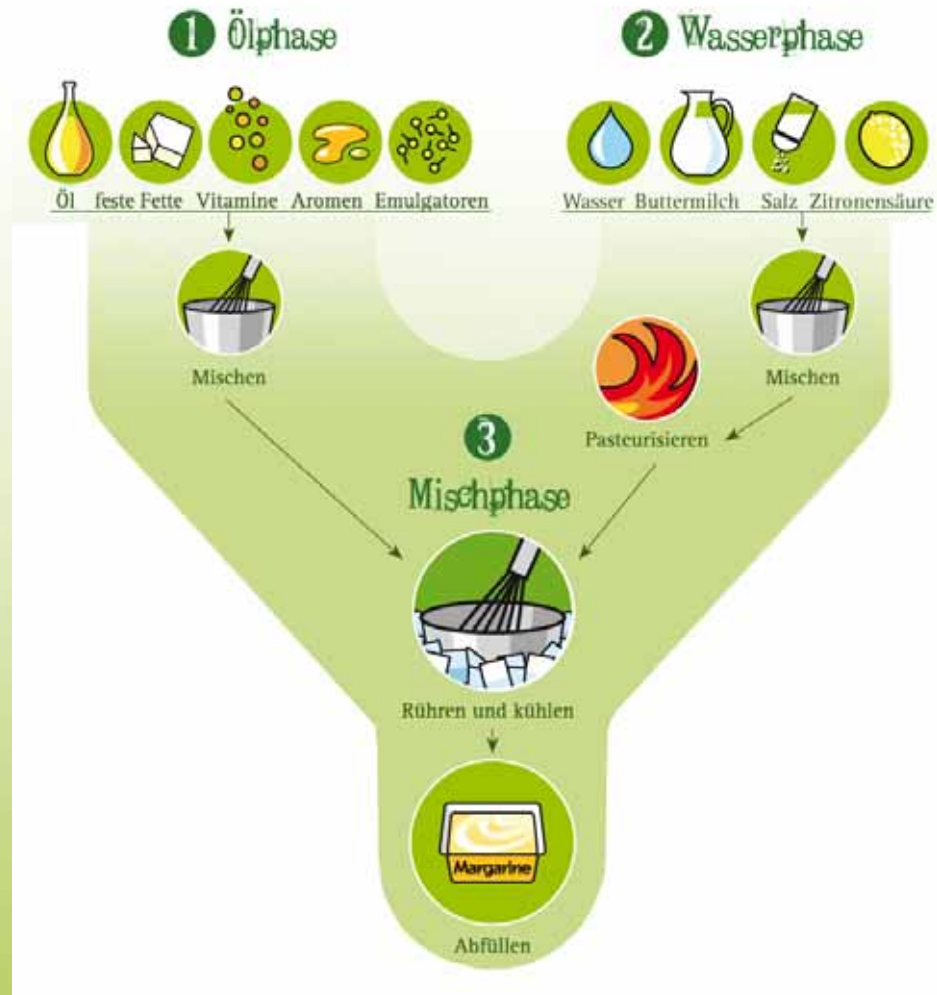 1 Ölphase
2 Wasserphase
Öl feste Fette Vitamine Aromen Emulgatoren
Wasser Buttermilch Salz Zitronensäure
Mischen
Mischen
Pasteurisieren
3
Mischphase
Rühren und kühlen
Margarine
Abfüllen